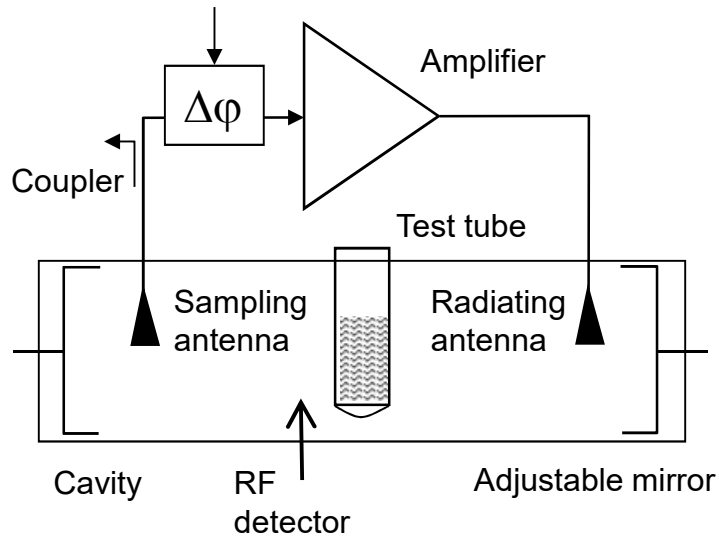 Amplifier
Δφ
Coupler
Test tube
Sampling
antenna
Radiating
antenna
Cavity
RF
detector
Adjustable mirror